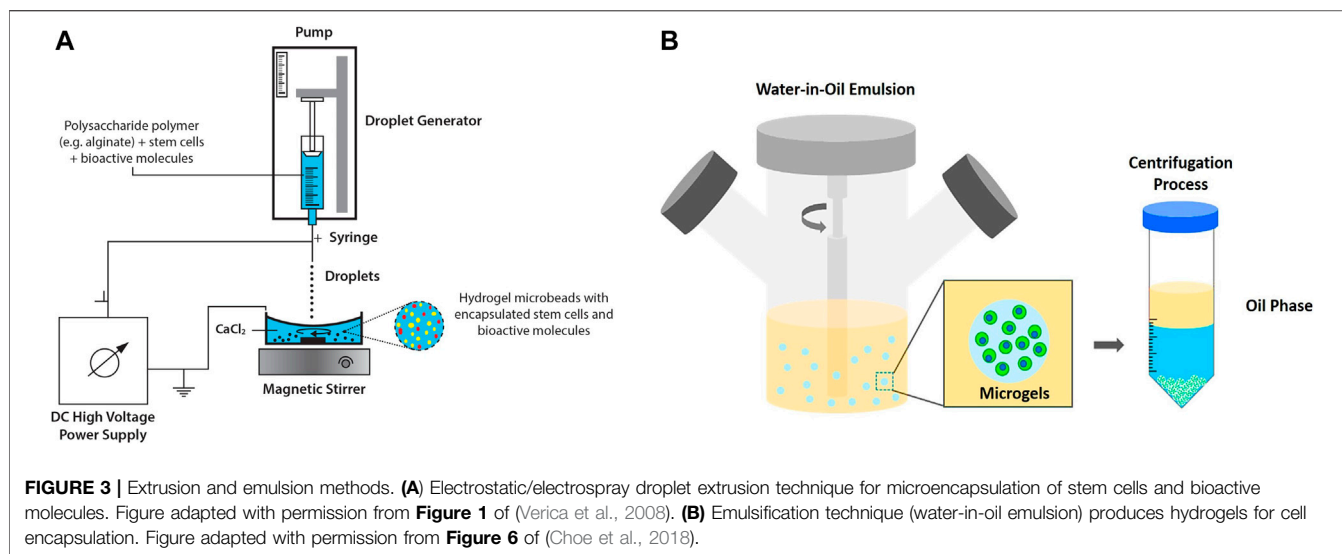 A
Pump
Droplet Generator
Polysaccharide polymer
(e.g. alginate) + stem cells
+ bioactive molecules
+ Syringe
Droplets
CaCl₂
Hydrogel microbeads with
encapsulated stem cells and
bioactive molecules
Magnetic Stirrer
DC High Voltage
Power Supply
B
Water-in-Oil Emulsion
Microgels
Centrifugation
Process
Oil Phase
FIGURE 3 | Extrusion and emulsion methods. (A) Electrostatic/electrospray droplet extrusion technique for microencapsulation of stem cells and bioactive
molecules. Figure adapted with permission from Figure 1 of (Verica et al., 2008). (B) Emulsification technique (water-in-oil emulsion) produces hydrogels for cell
encapsulation. Figure adapted with permission from Figure 6 of (Choe et al., 2018).